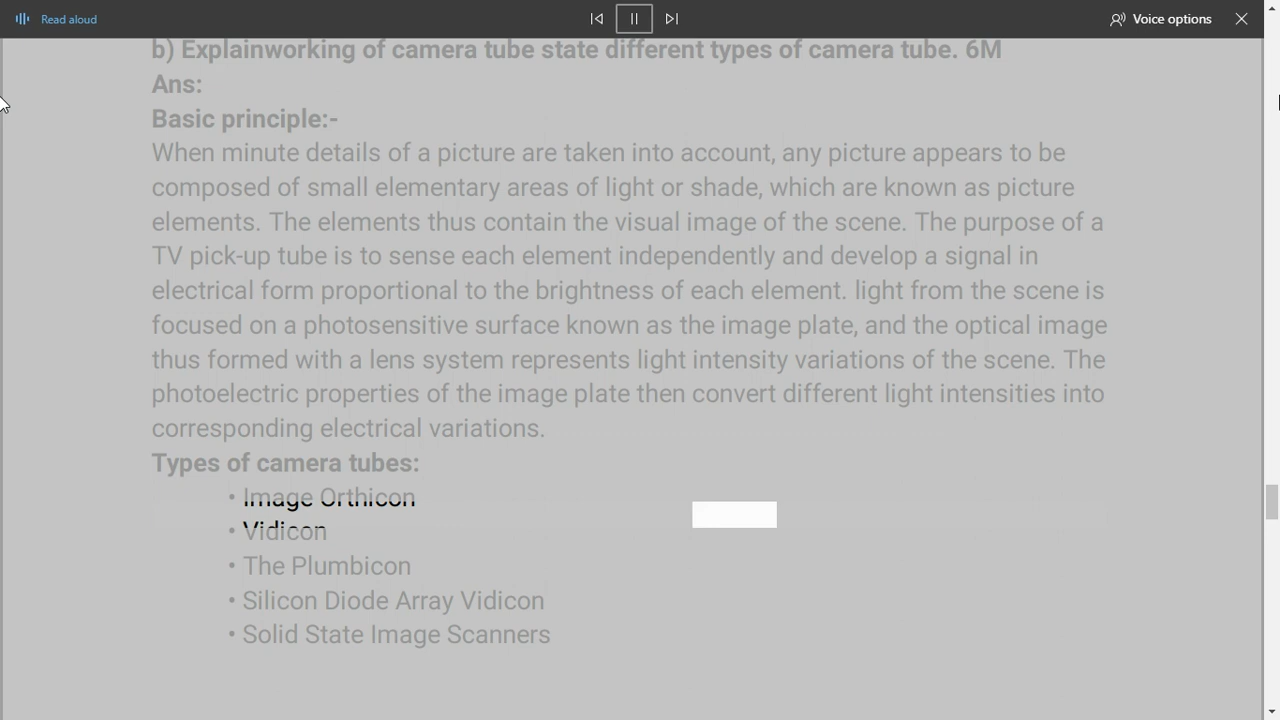 Read aloud
Voice options
b) Explainworking of camera tube state different types of camera tube. 6M
Ans:
Basic principle:-
When minute details of a picture are taken into account, any picture appears to be
composed of small elementary areas of light or shade, which are known as picture
elements. The elements thus contain the visual image of the scene. The purpose of a
TV pick-up tube is to sense each element independently and develop a signal in
electrical form proportional to the brightness of each element. light from the scene is
focused on a photosensitive surface known as the image plate, and the optical image
thus formed with a lens system represents light intensity variations of the scene. The
photoelectric properties of the image plate then convert different light intensities into
corresponding electrical variations.
Types of camera tubes:
• Image Orthicon
• Vidicon
• The Plumbicon
• Silicon Diode Array Vidicon
• Solid State Image Scanners